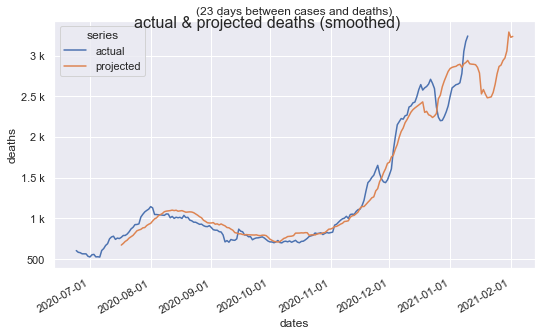 (23 days between cases and deaths)
actual & projected deaths (smoothed)
series
actual
projected
3 k
2.5 k
2 k
1.5 k
1 k
500
deaths
2020-07-01
2020-08-01
2020-09-01
2020-10-01
2020-11-01
2020-12-01
2021-01-01
2021-02-01
dates